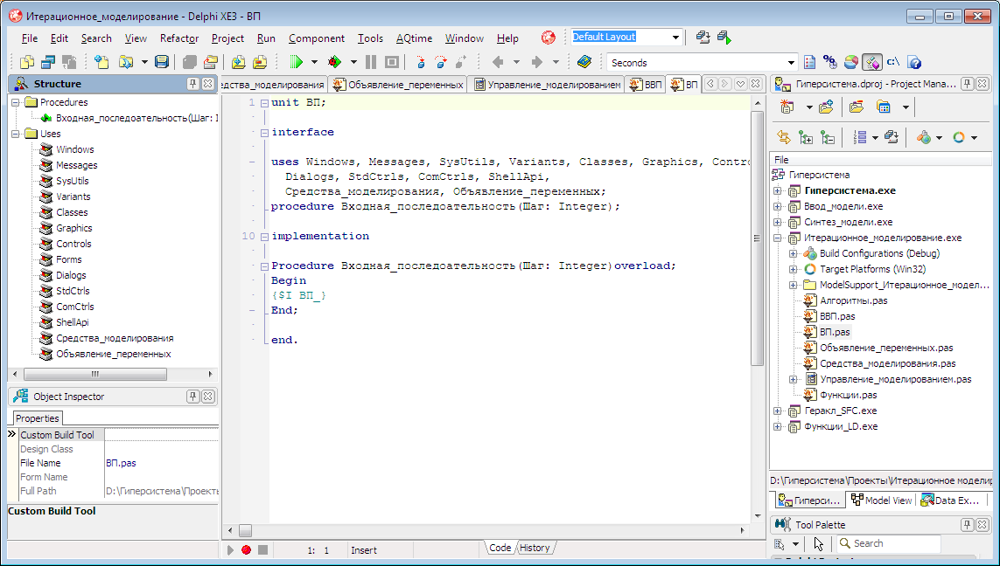 Итерационное_моделирование - Delphi XE3 - ВП
File Edit Search View Refactor Project Run Component Tools AQtime Window Help Default Layout
Seconds
Structure
Procedures
Входная_последоательность(Шаг: I
Uses
Windows
Messages
SysUtils
Variants
Classes
Graphics
Controls
Forms
Dialogs
StdCtrls
ComCtrls
ShellApi
Средства_моделирования
Объявление_переменных
Object Inspector
Properties
Custom Build Tool
Design Class
File Name ВП.pas
Form Name
Full Path D:\Гиперсистема\Проекты
Custom Build Tool
едства_моделирования Объявление_переменных Управление_моделированием ВВП ВП
1 unit ВП;
interface
uses Windows, Messages, SysUtils, Variants, Classes, Graphics, Contro
Dialogs, StdCtrls, ComCtrls, ShellApi,
Средства_моделирования, Объявление_переменных;
procedure Входная_последоательность(Шаг: Integer);
10 implementation
Procedure Входная_последоательность(Шаг: Integer)overload;
Begin
{$I ВП_}
End;
end.
1: 1 Insert Code History
Гиперсистема.dproj - Project Mana...
File
Гиперсистема
Гиперсистема.exe
Ввод_модели.exe
Синтез_модели.exe
Итерационное_моделирование.exe
Build Configurations (Debug)
Target Platforms (Win32)
ModelSupport_Итерационное_модел...
Алгоритмы.pas
ВВП.pas
ВП.pas
Объявление_переменных.pas
Средства_моделирования.pas
Управление_моделированием.pas
Функции.pas
Геракл_SFC.exe
Функции_LD.exe
D:\Гиперсистема\Проекты\Итерационное моделир
Гиперси... Model View Data Ex...
Tool Palette
Search